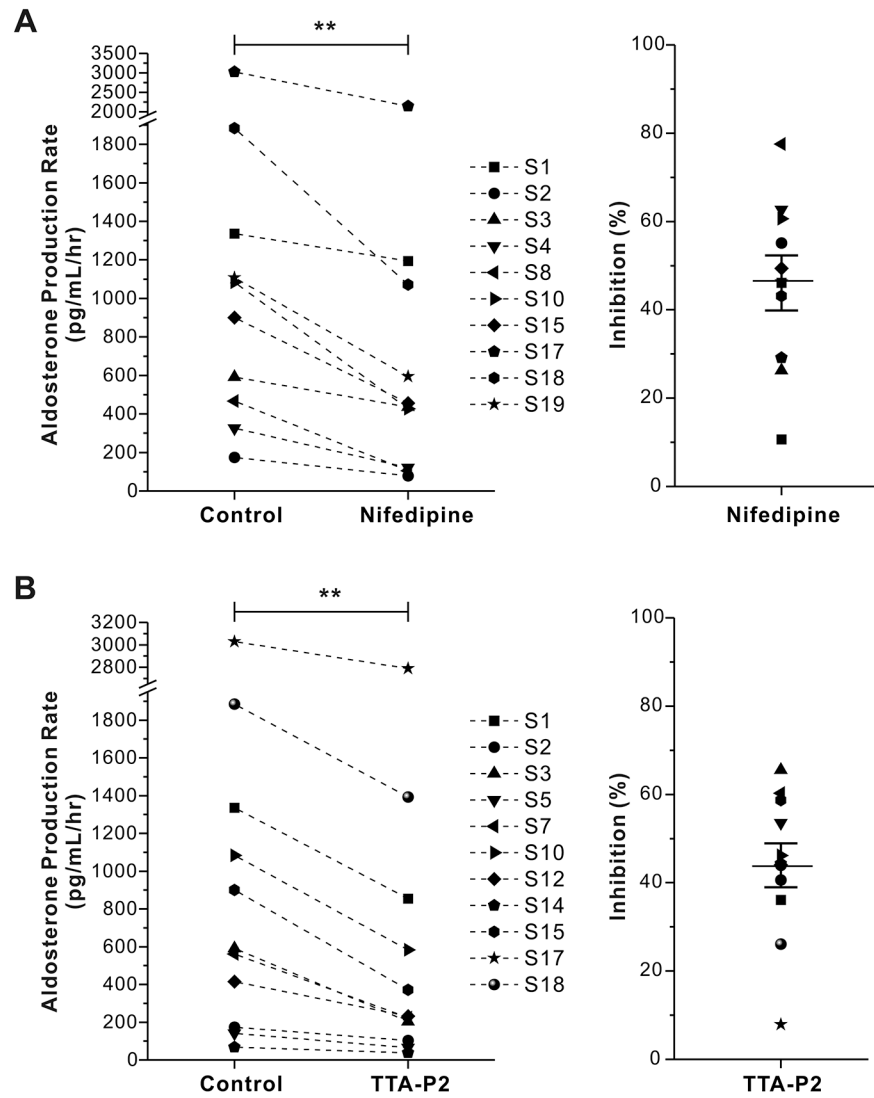 A
**
Aldosterone Production Rate
(pg/mL/hr)
3500
3000
2500
2000
1800
1600
1400
1200
1000
800
600
400
200
0
Control
Nifedipine
S1
S2
S3
S4
S8
S10
S15
S17
S18
S19
Inhibition (%)
100
80
60
40
20
0
Nifedipine
B
**
Aldosterone Production Rate
(pg/mL/hr)
3200
3000
2800
1800
1600
1400
1200
1000
800
600
400
200
0
Control
TTA-P2
S1
S2
S3
S5
S7
S10
S12
S14
S15
S17
S18
Inhibition (%)
100
80
60
40
20
0
TTA-P2